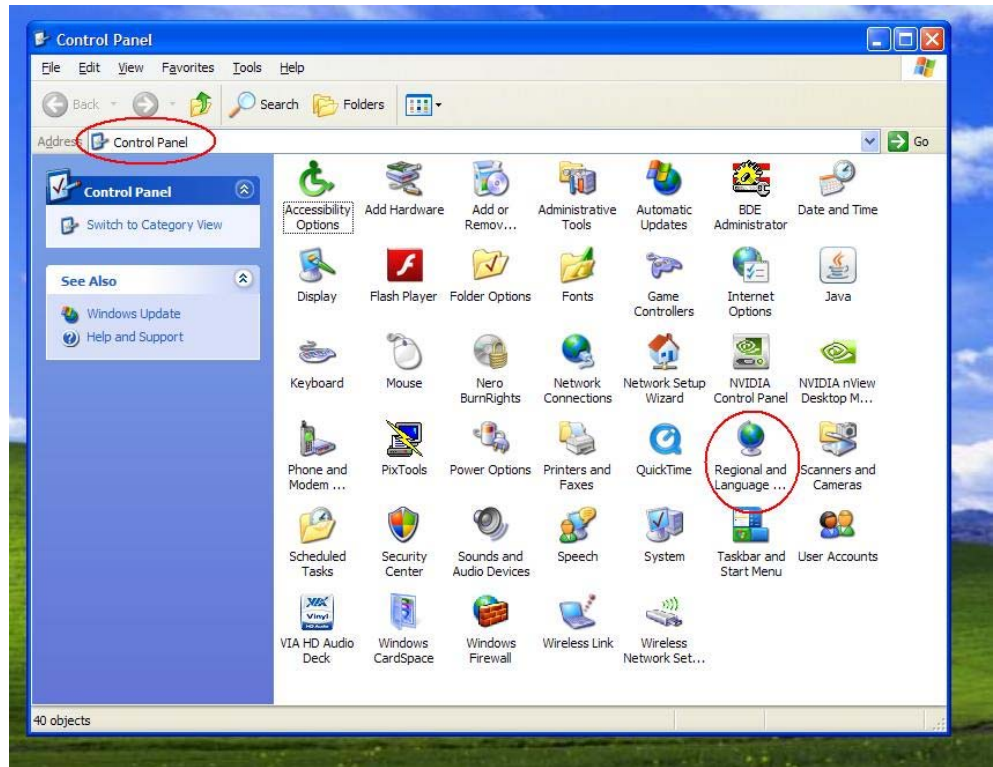 Control Panel
File Edit View Favorites Tools Help
Back Search Folders
Address Control Panel Go
Control Panel
Switch to Category View
See Also
Windows Update
Help and Support
Accessibility
Options
Add Hardware
Add or
Remov...
Administrative
Tools
Automatic
Updates
BDE
Administrator
Date and Time
Display
Flash Player
Folder Options
Fonts
Game
Controllers
Internet
Options
Java
Keyboard
Mouse
Nero
BurnRights
Network
Connections
Network Setup
Wizard
NVIDIA
Control Panel
NVIDIA nView
Desktop M...
Phone and
Modem ...
PixTools
Power Options
Printers and
Faxes
QuickTime
Regional and
Language ...
Scanners and
Cameras
Scheduled
Tasks
Security
Center
Sounds and
Audio Devices
Speech
System
Taskbar and
Start Menu
User Accounts
VIA
Vinyl
HD Audio
VIA HD Audio
Deck
Windows
CardSpace
Windows
Firewall
Wireless Link
Wireless
Network Set...
40 objects